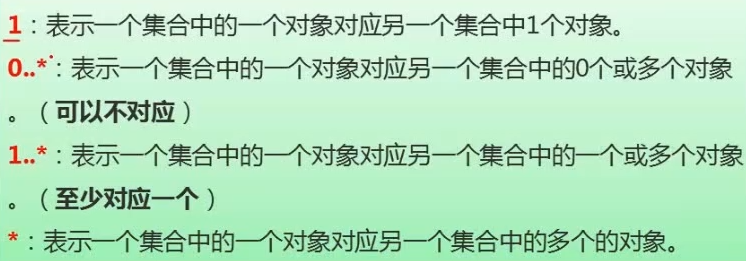 1：表示一个集合中的一个对象对应另一个集合中1个对象。
0..*：表示一个集合中的一个对象对应另一个集合中的0个或多个对象
。（可以不对应）
1..*：表示一个集合中的一个对象对应另一个集合中的一个或多个对象
。（至少对应一个）
*：表示一个集合中的一个对象对应另一个集合中的多个的对象。